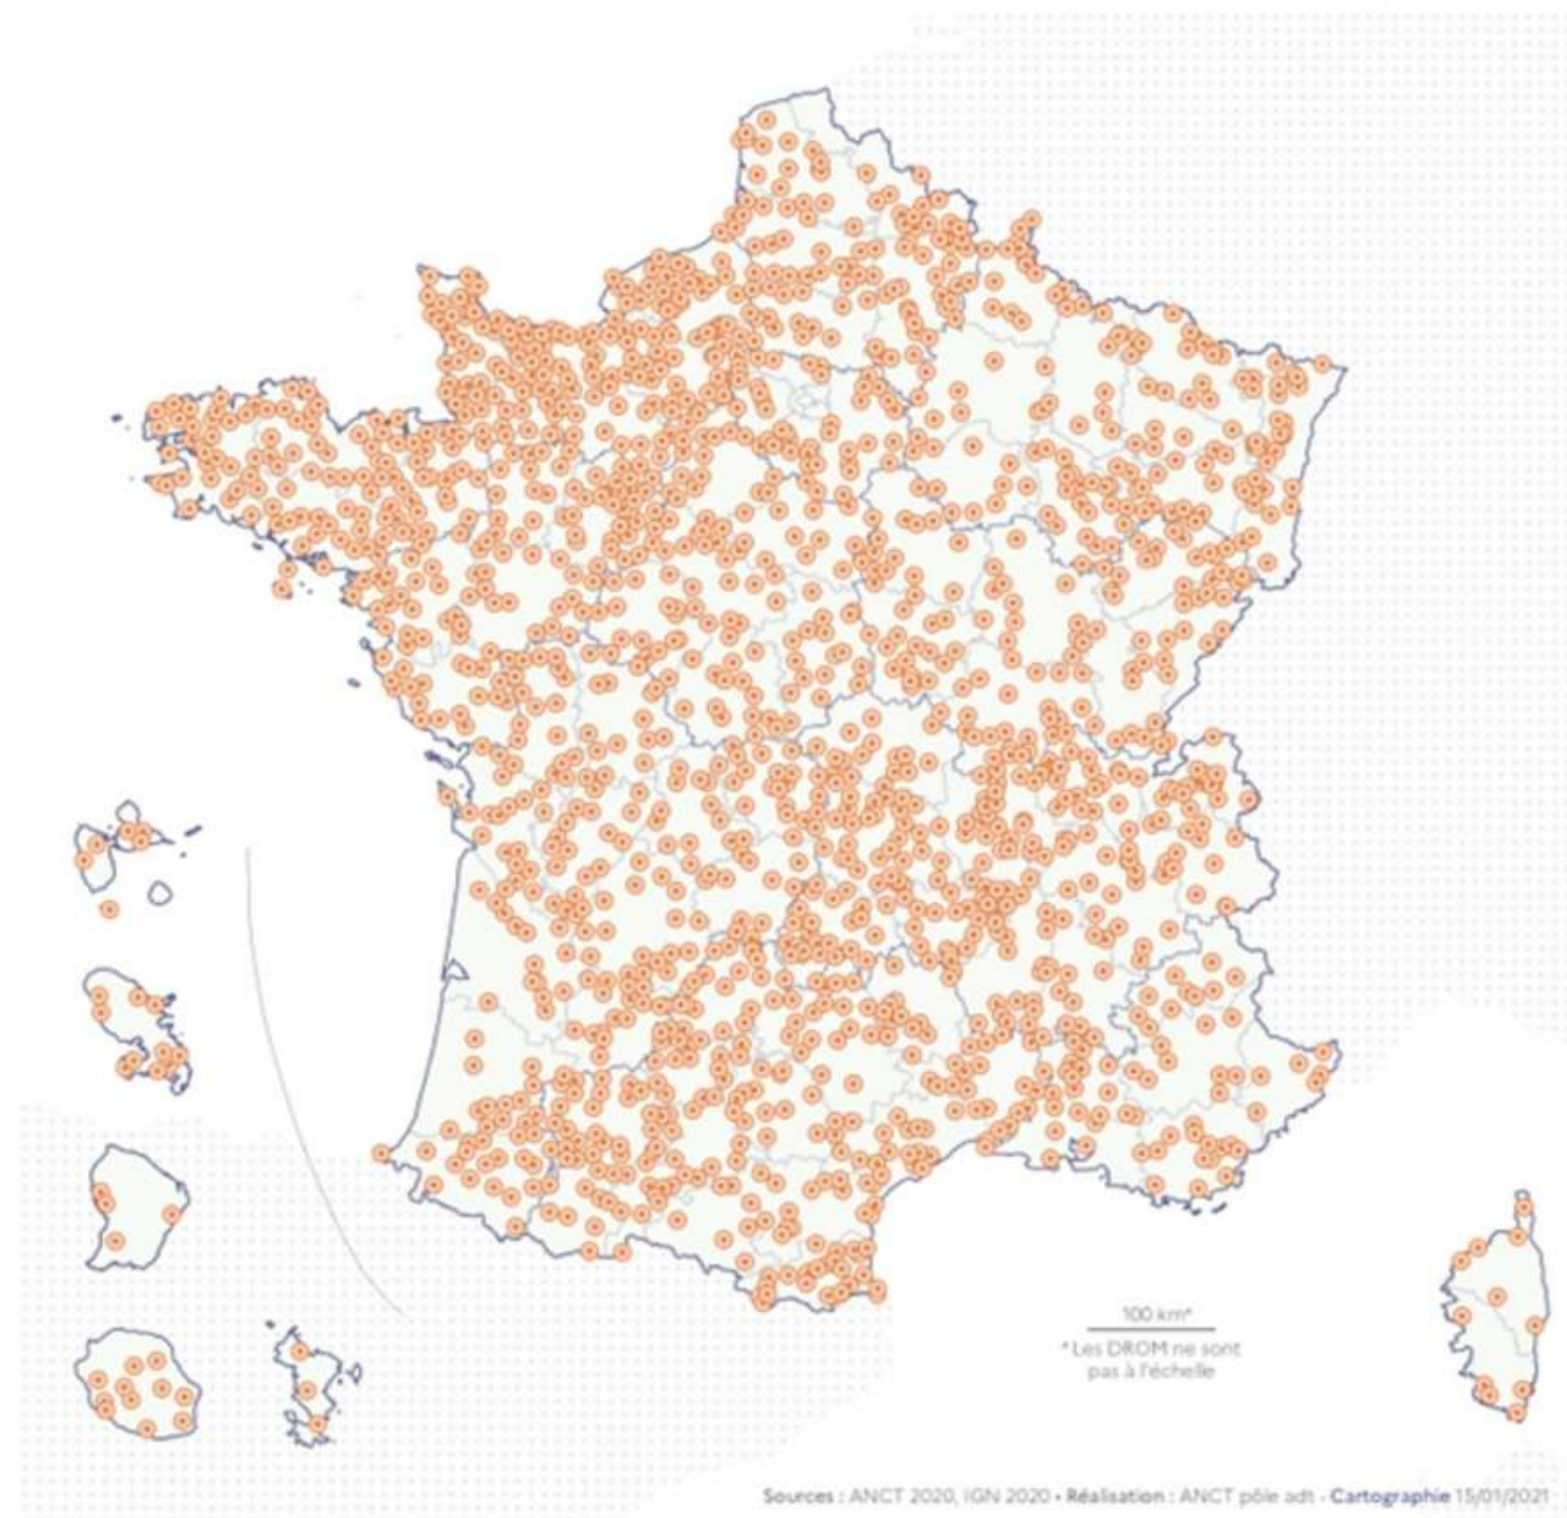 100 km*
* Les DROM ne sont
pas à l'échelle
Sources : ANCT 2020, IGN 2020 • Réalisation : ANCT pôle adt - Cartographie 15/01/2021